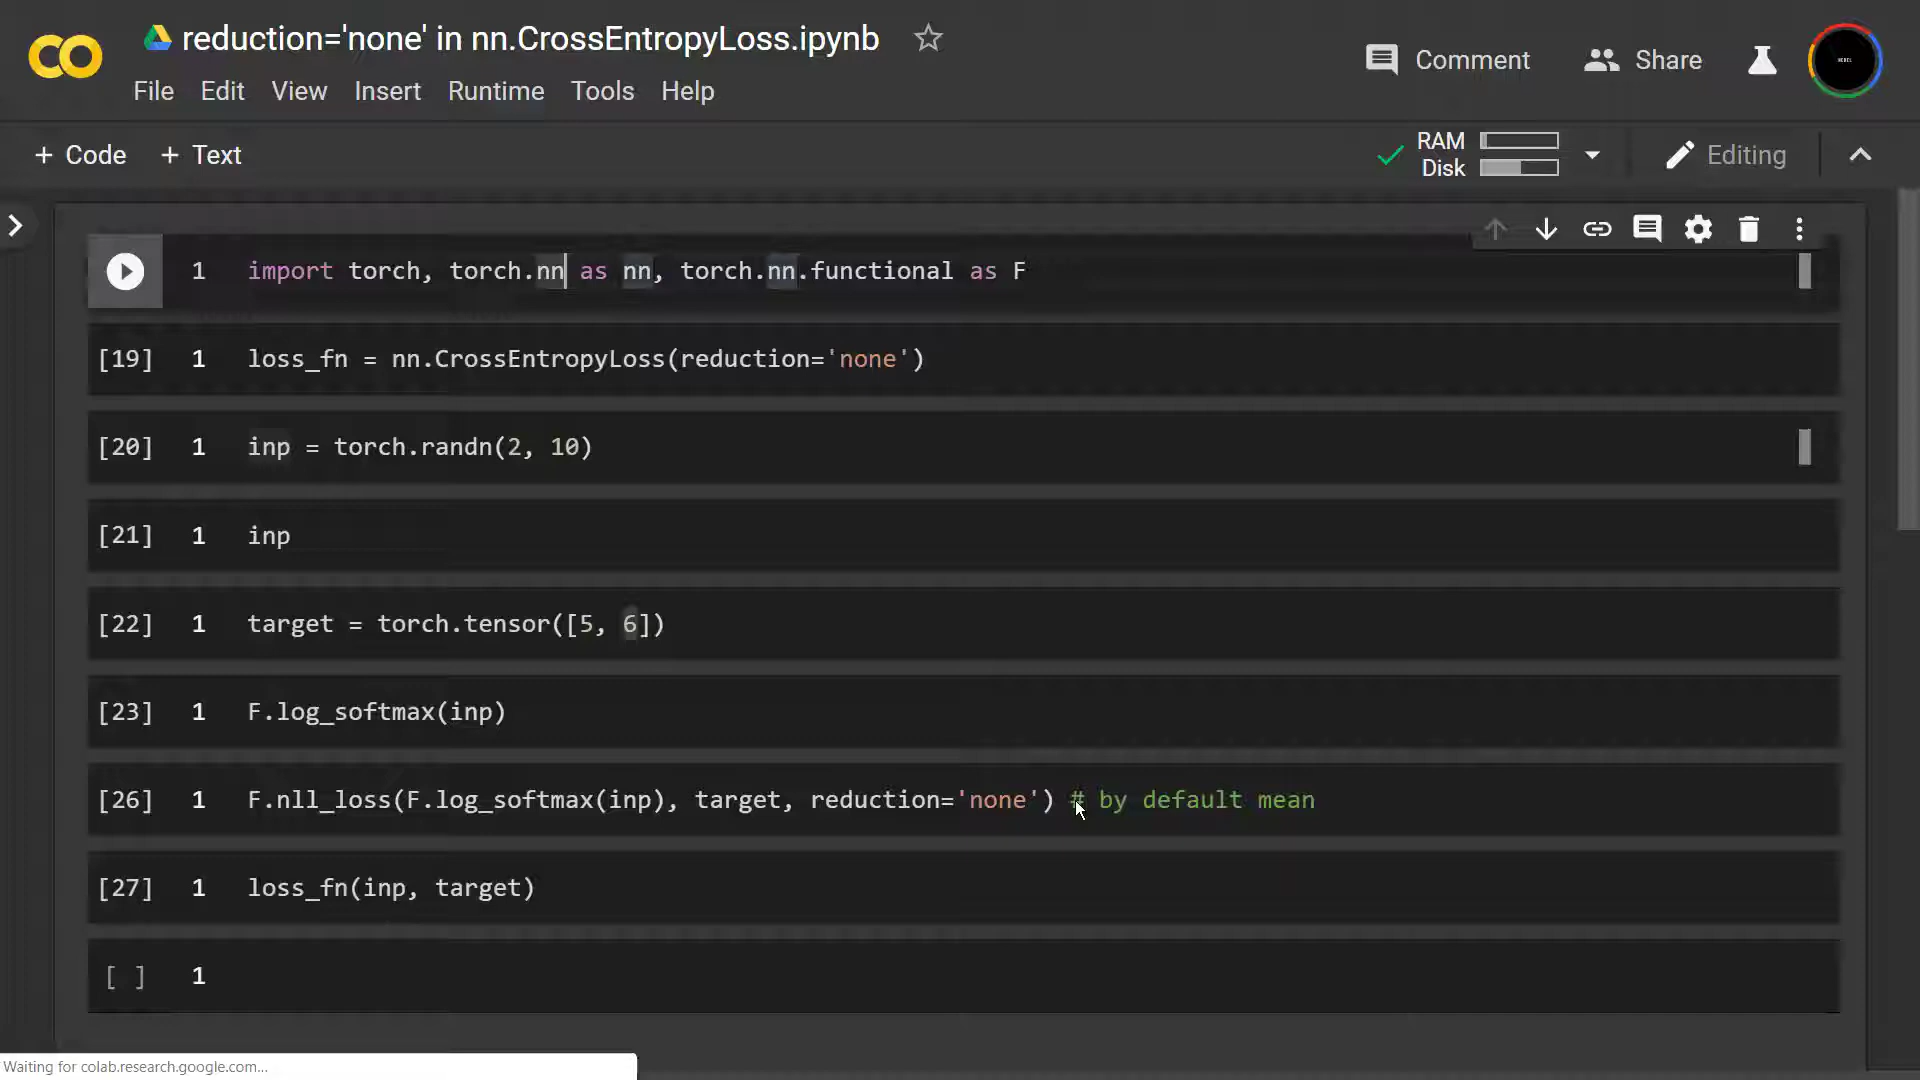 reduction='none' in nn.CrossEntropyLoss.ipynb
Comment
Share
File Edit View Insert Runtime Tools Help
+ Code + Text
RAM
Disk
Editing
1 import torch, torch.nn as nn, torch.nn.functional as F
[19] 1 loss_fn = nn.CrossEntropyLoss(reduction='none')
[20] 1 inp = torch.randn(2, 10)
[21] 1 inp
[22] 1 target = torch.tensor([5, 6])
[23] 1 F.log_softmax(inp)
[26] 1 F.nll_loss(F.log_softmax(inp), target, reduction='none') # by default mean
[27] 1 loss_fn(inp, target)
[ ] 1
Waiting for colab.research.google.com...